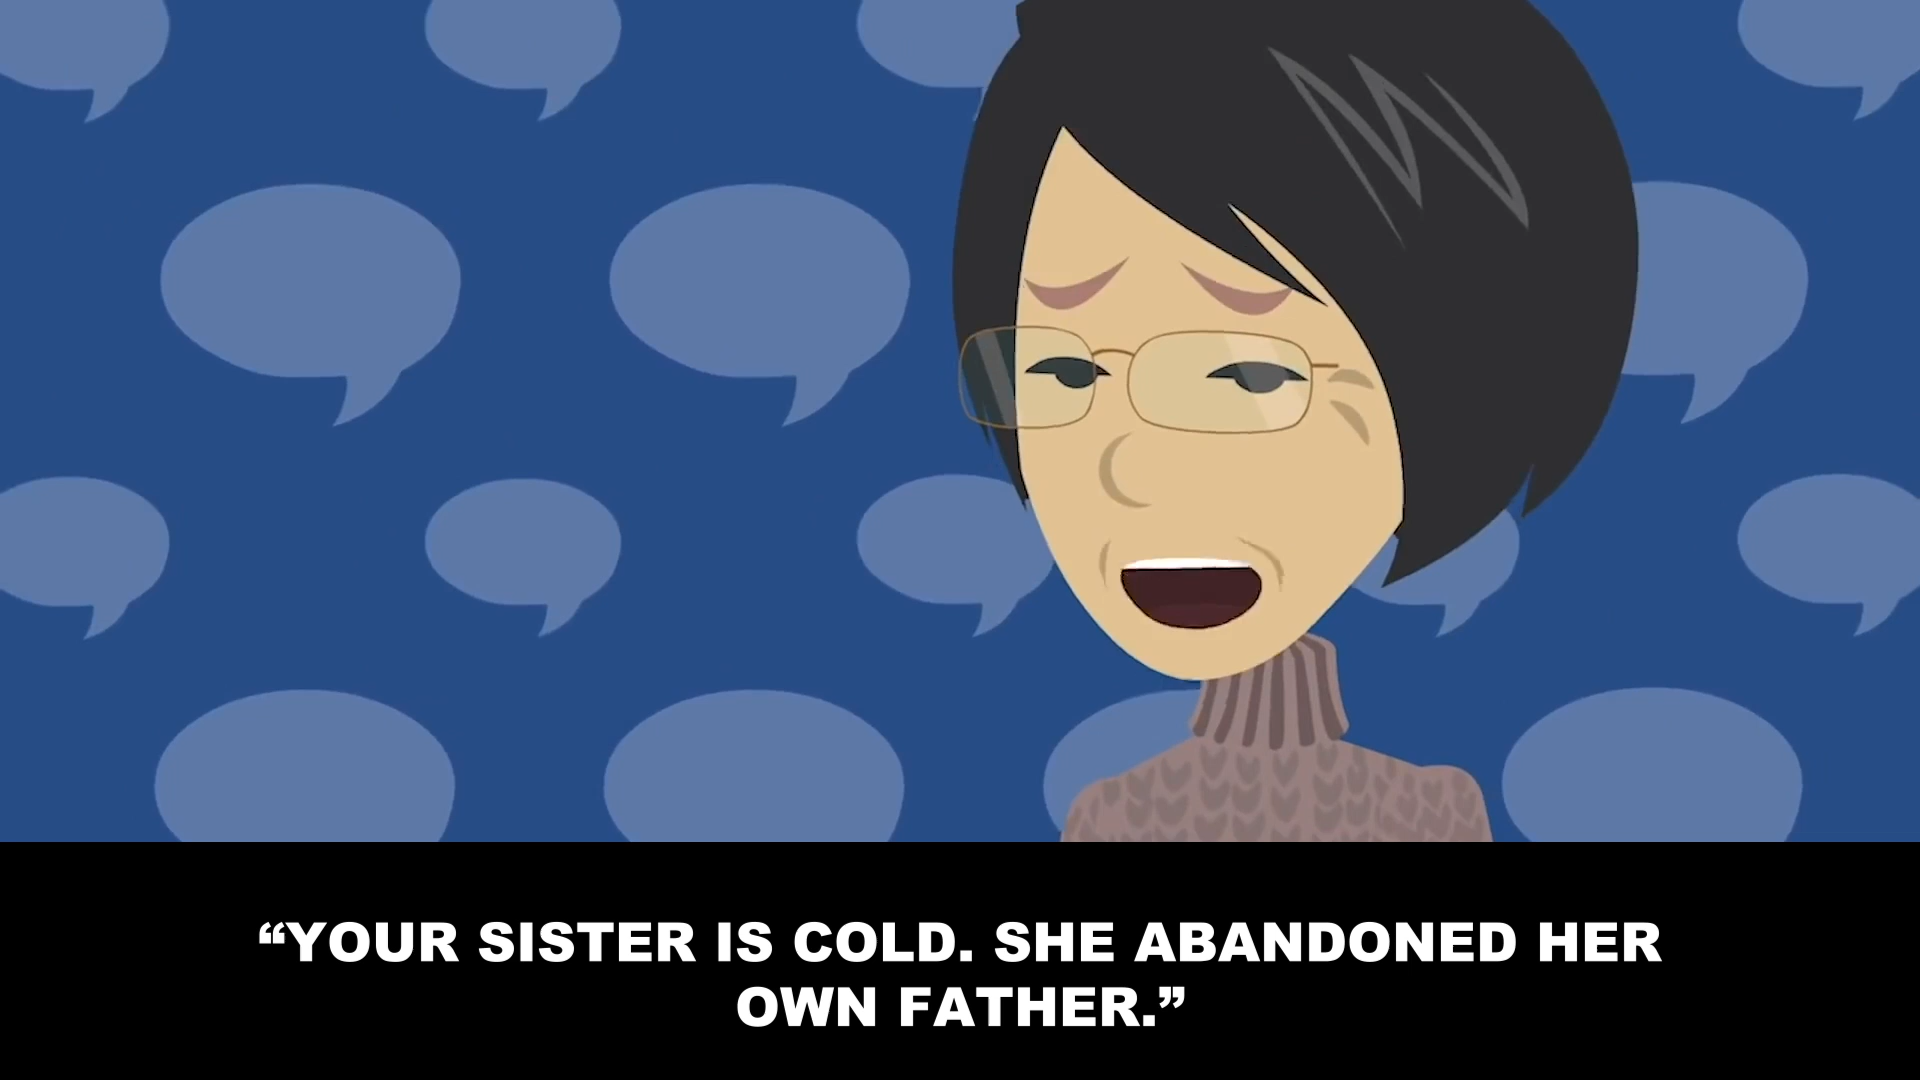 “YOUR SISTER IS COLD. SHE ABANDONED HER
OWN FATHER.”